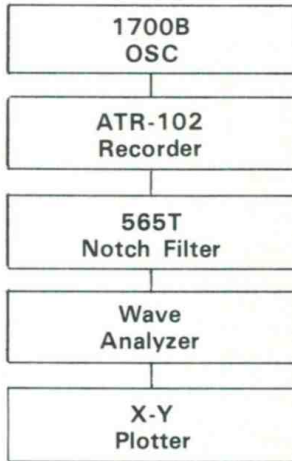 1700B
OSC
ATR-102
Recorder
565T
Notch Filter
Wave
Analyzer
X-Y
Plotter